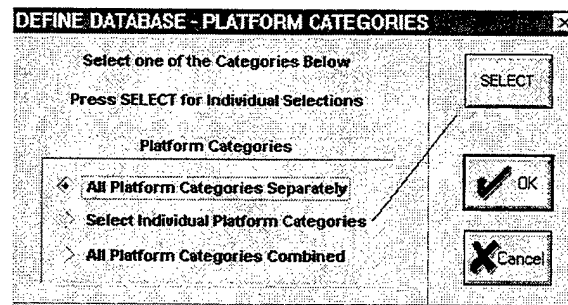 DEFINE DATABASE - PLATFORM CATEGORIES
Select one of the Categories Below
Press SELECT for Individual Selections
SELECT
Platform Categories
All Platform Categories Separately
Select Individual Platform Categories
All Platform Categories Combined
OK
Cancel